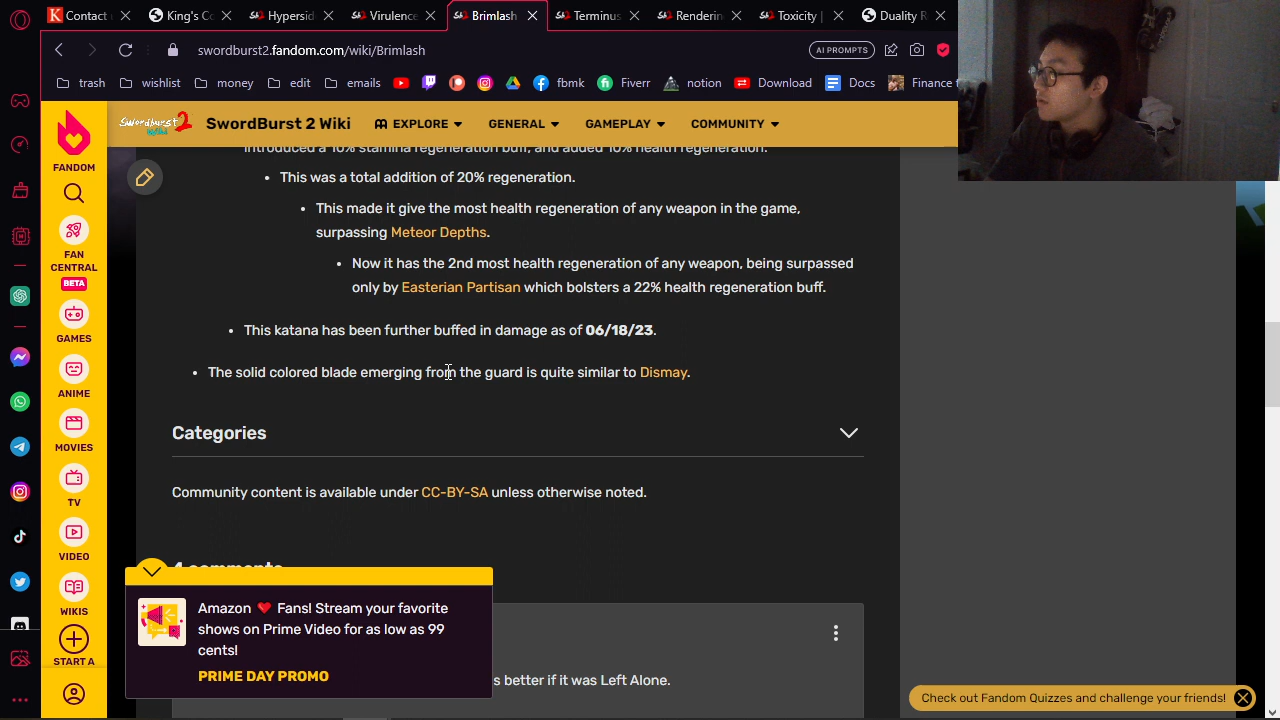 Contact
King's Co
Hypersid
Virulence
Brimlash
Terminus
Renderin
Toxicity |
Duality R
swordburst2.fandom.com/wiki/Brimlash
AI PROMPTS
trash
wishlist
money
edit
emails
fbmk
Fiverr
notion
Download
Docs
Finance t
FANDOM
FAN
CENTRAL
BETA
GAMES
ANIME
MOVIES
TV
VIDEO
WIKIS
START A
Swordburst 2
SwordBurst 2 Wiki
EXPLORE
GENERAL
GAMEPLAY
COMMUNITY
introduced a 10% stamina regeneration buff, and added 10% health regeneration.
• This was a total addition of 20% regeneration.
• This made it give the most health regeneration of any weapon in the game,
surpassing Meteor Depths.
• Now it has the 2nd most health regeneration of any weapon, being surpassed
only by Easterian Partisan which bolsters a 22% health regeneration buff.
• This katana has been further buffed in damage as of 06/18/23.
• The solid colored blade emerging from the guard is quite similar to Dismay.
Categories
Community content is available under CC-BY-SA unless otherwise noted.
4 comments
Amazon ❤ Fans! Stream your favorite
shows on Prime Video for as low as 99
cents!
PRIME DAY PROMO
s better if it was Left Alone.
Check out Fandom Quizzes and challenge your friends!